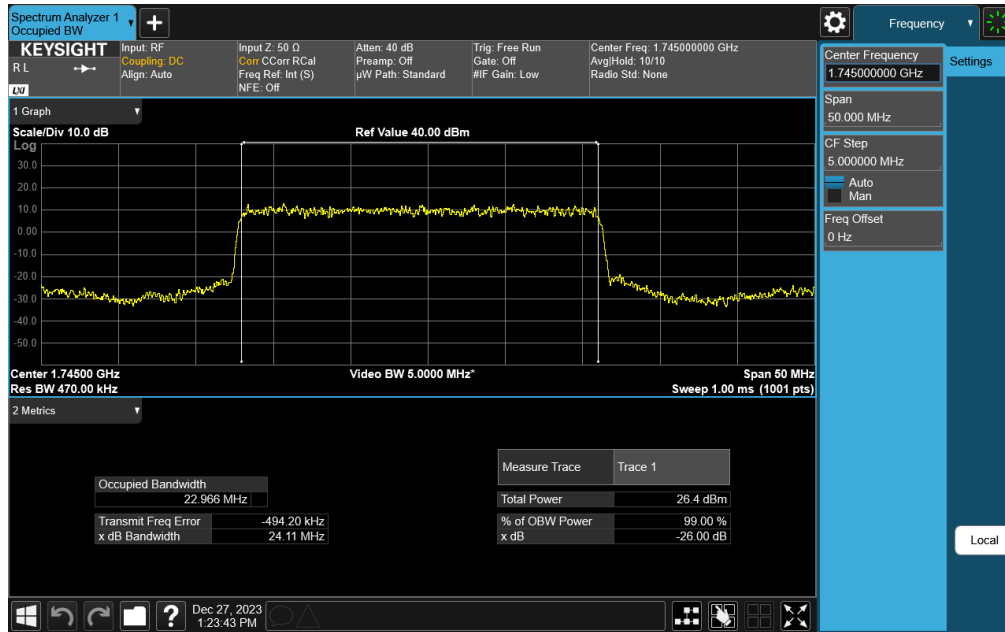 Spectrum Analyzer 1
Occupied BW
Frequency
KEYSIGHT
R L
LXI
Input: RF
Coupling: DC
Align: Auto
Input Z: 50 Ω
Corr CCorr RCal
Freq Ref: Int (S)
NFE: Off
Atten: 40 dB
Preamp: Off
µW Path: Standard
Trig: Free Run
Gate: Off
#IF Gain: Low
Center Freq: 1.745000000 GHz
Avg|Hold: 10/10
Radio Std: None
Center Frequency
1.745000000 GHz
Settings
Span
50.000 MHz
CF Step
5.000000 MHz
Auto
Man
Freq Offset
0 Hz
Local
1 Graph
Scale/Div 10.0 dB
Ref Value 40.00 dBm
Log
30.0
20.0
10.0
0.00
-10.0
-20.0
-30.0
-40.0
-50.0
Center 1.74500 GHz
Video BW 5.0000 MHz*
Span 50 MHz
Res BW 470.00 kHz
Sweep 1.00 ms (1001 pts)
2 Metrics
Occupied Bandwidth
22.966 MHz
Transmit Freq Error -494.20 kHz
x dB Bandwidth 24.11 MHz
Measure Trace Trace 1
Total Power 26.4 dBm
% of OBW Power 99.00 %
x dB -26.00 dB
Dec 27, 2023
1:23:43 PM